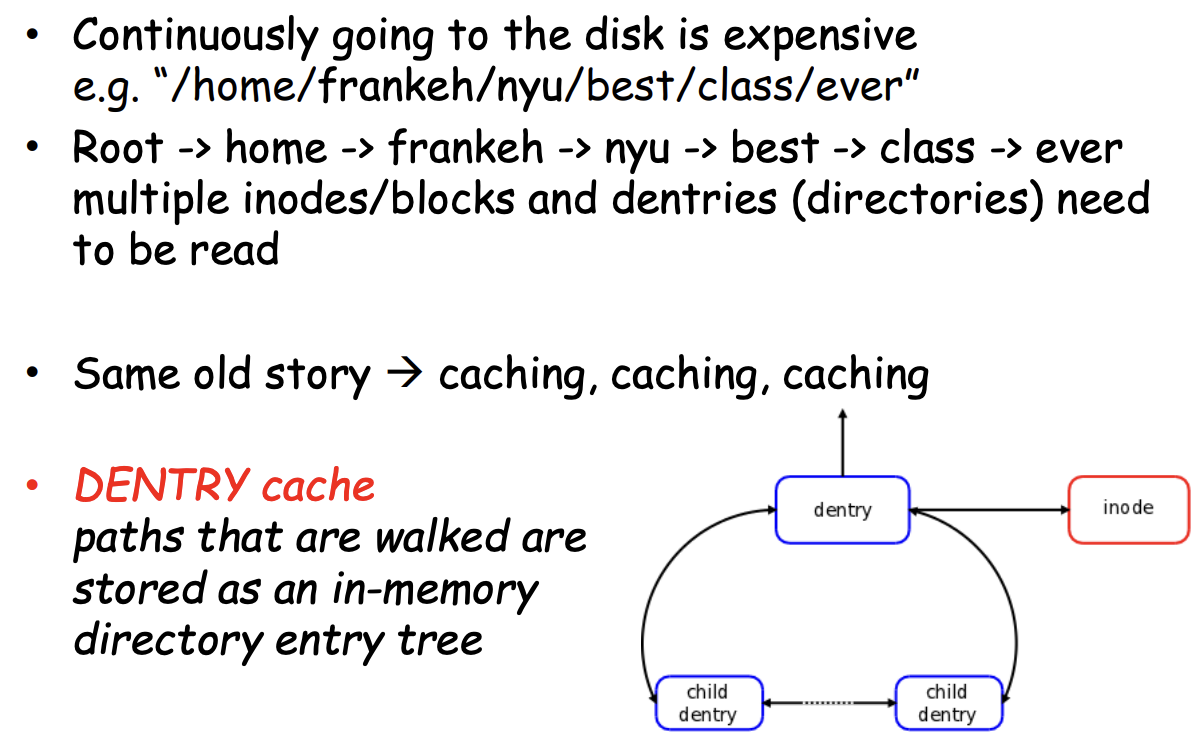 • Continuously going to the disk is expensive
e.g. “/home/frankeh/nyu/best/class/ever”
• Root -> home -> frankeh -> nyu -> best -> class -> ever
multiple inodes/blocks and dentries (directories) need
to be read
• Same old story → caching, caching, caching
• DENTRY cache
paths that are walked are
stored as an in-memory
directory entry tree
dentry
inode
child
dentry
child
dentry